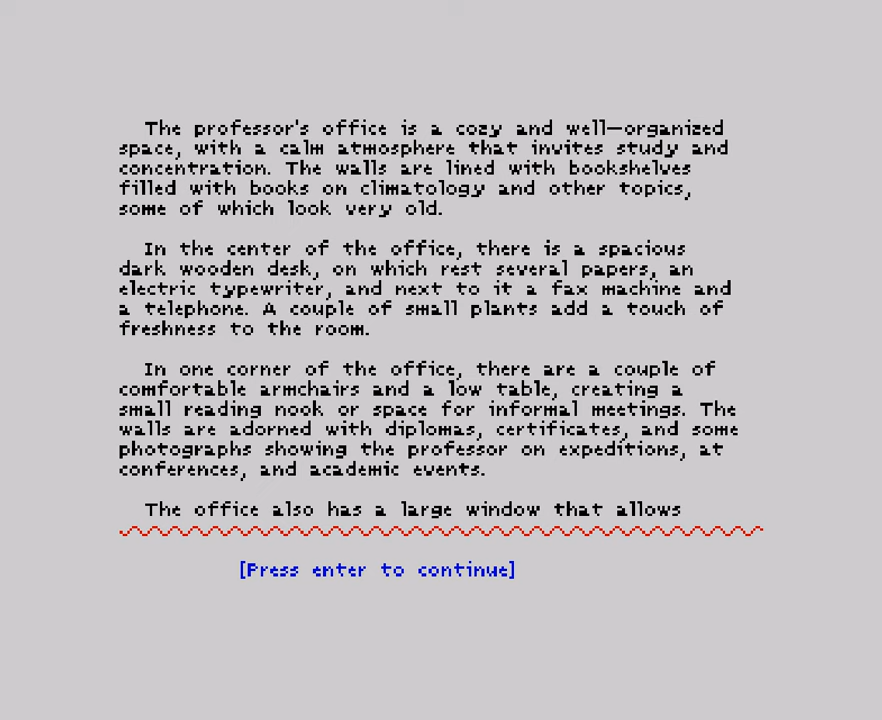 The professor's office is a cozy and well-organized
space, with a calm atmosphere that invites study and
concentration. The walls are lined with bookshelves
filled with books on climatology and other topics,
some of which look very old.
In the center of the office, there is a spacious
dark wooden desk, on which rest several papers, an
electric typewriter, and next to it a fax machine and
a telephone. A couple of small plants add a touch of
freshness to the room.
In one corner of the office, there are a couple of
comfortable armchairs and a low table, creating a
small reading nook or space for informal meetings. The
walls are adorned with diplomas, certificates, and some
photographs showing the professor on expeditions, at
conferences, and academic events.
The office also has a large window that allows
[Press enter to continue]